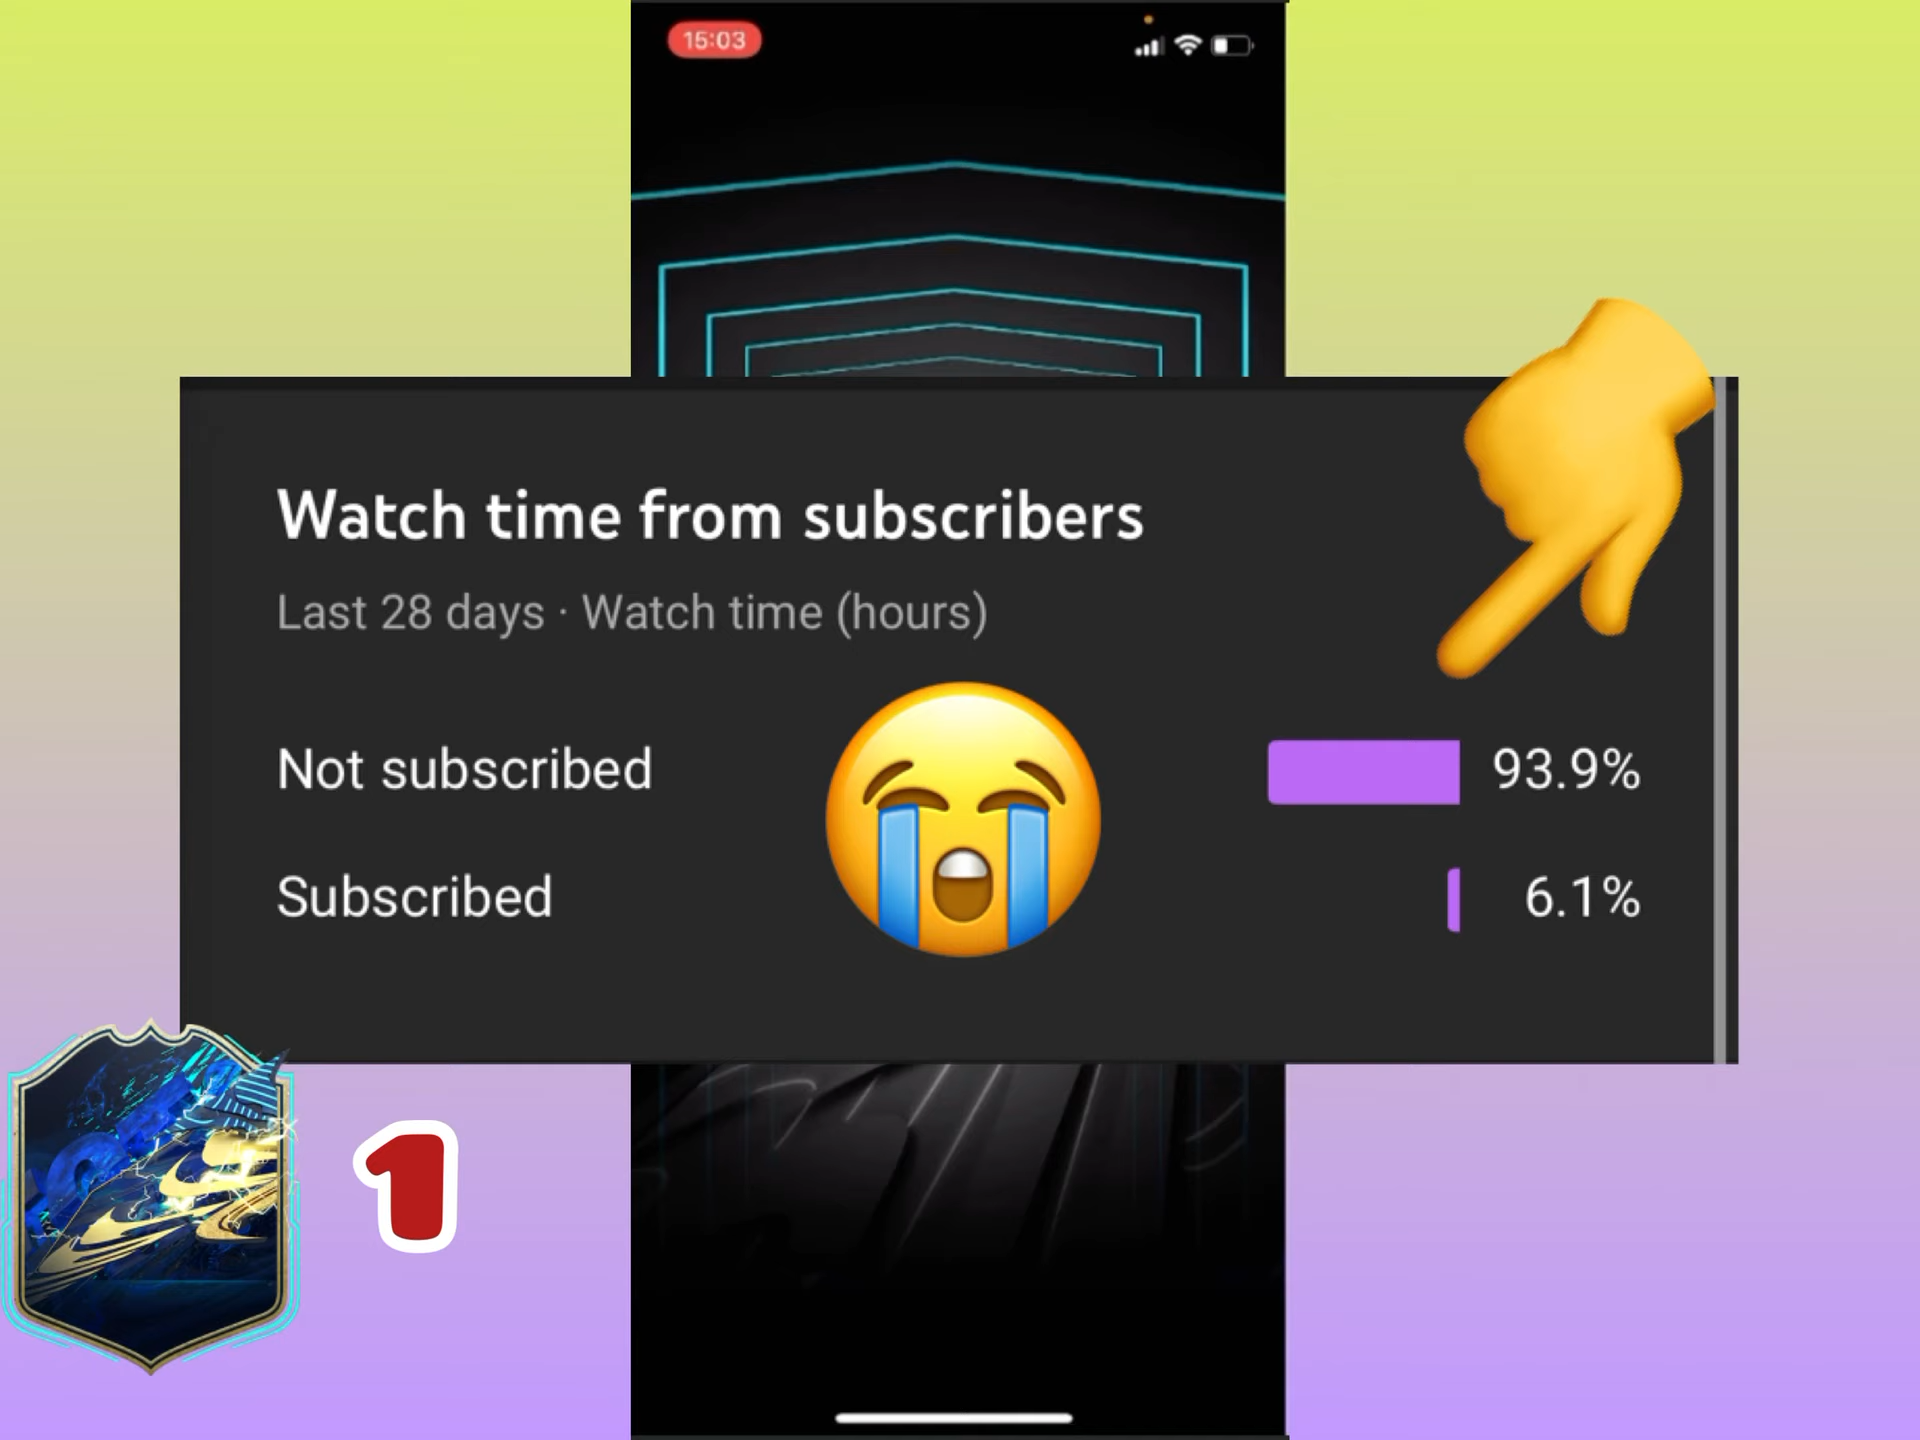 15:03
Watch time from subscribers
Last 28 days · Watch time (hours)
Not subscribed 93.9%
Subscribed 6.1%
1